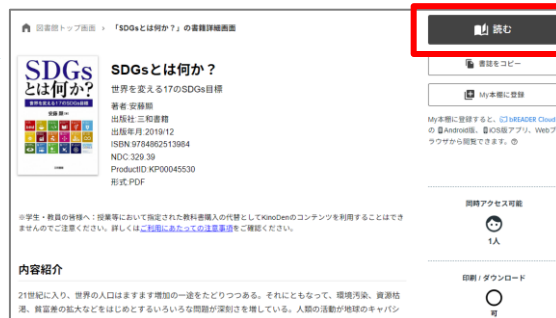 図書館トップ画面 › 「SDGsとは何か?」の書籍詳細画面
SDGs
とは何か?
世界を変える17のSDGs目標
安藤 顯
SDGsとは何か?
世界を変える17のSDGs目標
著者:安藤顯
出版社:三和書籍
出版年月:2019/12
ISBN:9784862513984
NDC:329.39
ProductID:KP00045530
形式:PDF
※学生・教員の皆様へ:授業等において指定された教科書購入の代替としてKinoDenのコンテンツを利用することはでき
ませんのでご注意ください。詳しくはご利用にあたっての注意事項をご確認ください。
内容紹介
21世紀に入り、世界の人口はますます増加の一途をたどりつつある。それにともなって、環境汚染、資源枯
渇、貧富差の拡大などをはじめとするいろいろな問題が深刻さを増している。人類の活動が地球のキャパシ
読む
書誌をコピー
My本棚に登録
My本棚に登録すると、bREADER Cloud
の Android版、iOS版アプリ、Webブ
ラウザから閲覧できます。
同時アクセス可能
1人
印刷 / ダウンロード
可